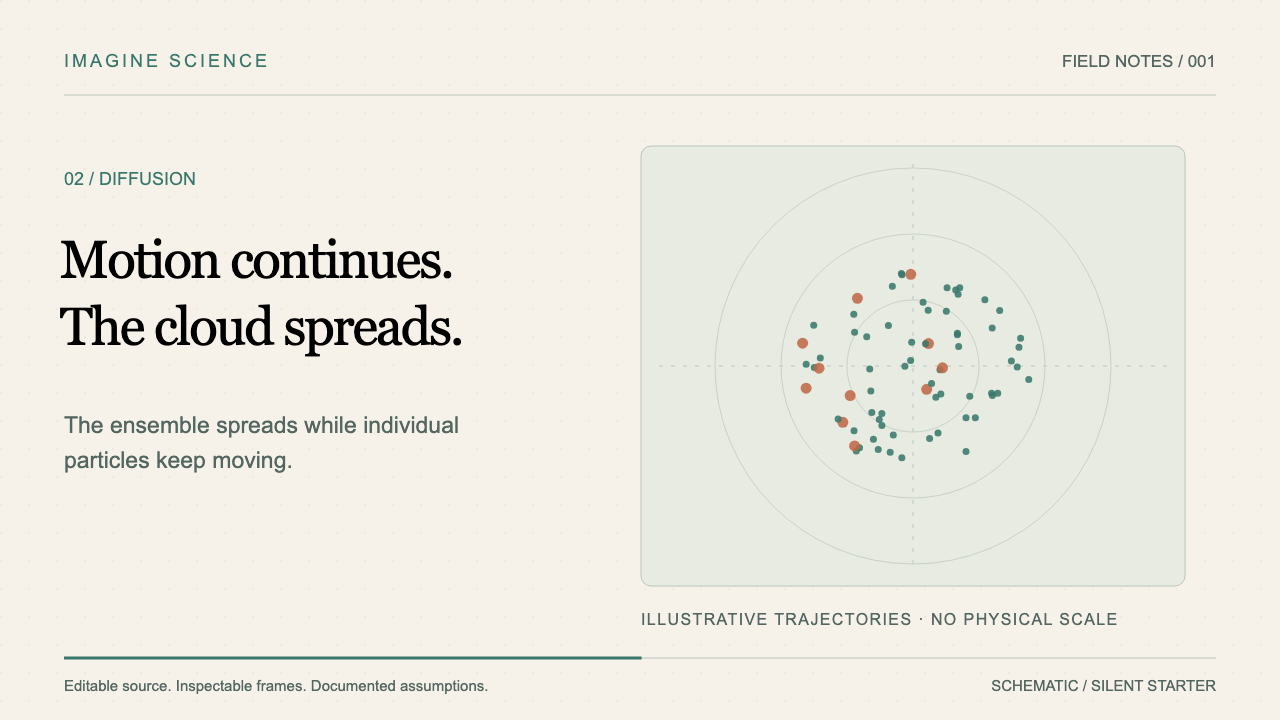 IMAGINE SCIENCE
FIELD NOTES / 001
02 / DIFFUSION
Motion continues.
The cloud spreads.
The ensemble spreads while individual
particles keep moving.
ILLUSTRATIVE TRAJECTORIES · NO PHYSICAL SCALE
Editable source. Inspectable frames. Documented assumptions.
SCHEMATIC / SILENT STARTER